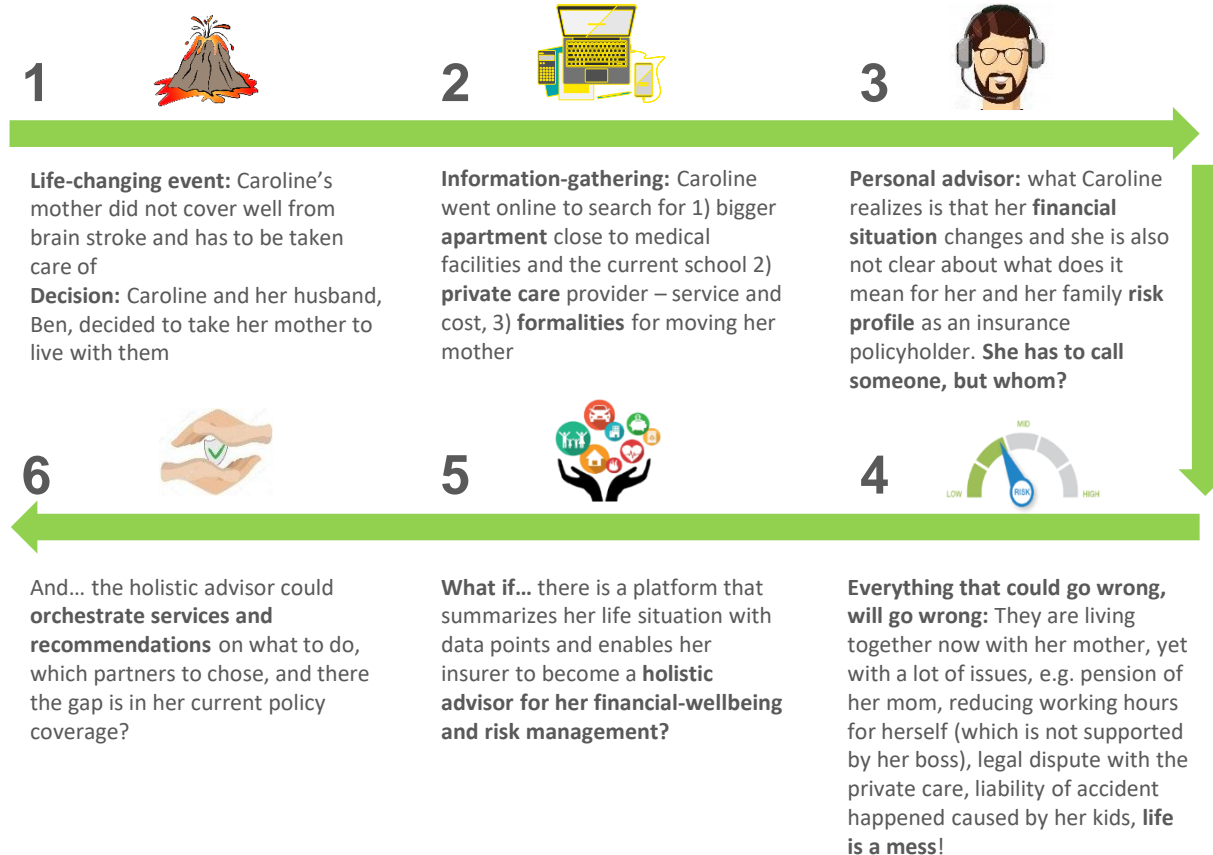 1
Life-changing event: Caroline's
mother did not cover well from
brain stroke and has to be taken
care of
Decision: Caroline and her husband,
Ben, decided to take her mother to
live with them
2
Information-gathering: Caroline
went online to search for 1) bigger
apartment close to medical
facilities and the current school 2)
private care provider – service and
cost, 3) formalities for moving her
mother
3
Personal advisor: what Caroline
realizes is that her financial
situation changes and she is also
not clear about what does it
mean for her and her family risk
profile as an insurance
policyholder. She has to call
someone, but whom?
4
LOW
MID
HIGH
RISK
Everything that could go wrong,
will go wrong: They are living
together now with her mother, yet
with a lot of issues, e.g. pension of
her mom, reducing working hours
for herself (which is not supported
by her boss), legal dispute with the
private care, liability of accident
happened caused by her kids, life
is a mess!
5
What if… there is a platform that
summarizes her life situation with
data points and enables her
insurer to become a holistic
advisor for her financial-wellbeing
and risk management?
6
And… the holistic advisor could
orchestrate services and
recommendations on what to do,
which partners to chose, and there
the gap is in her current policy
coverage?